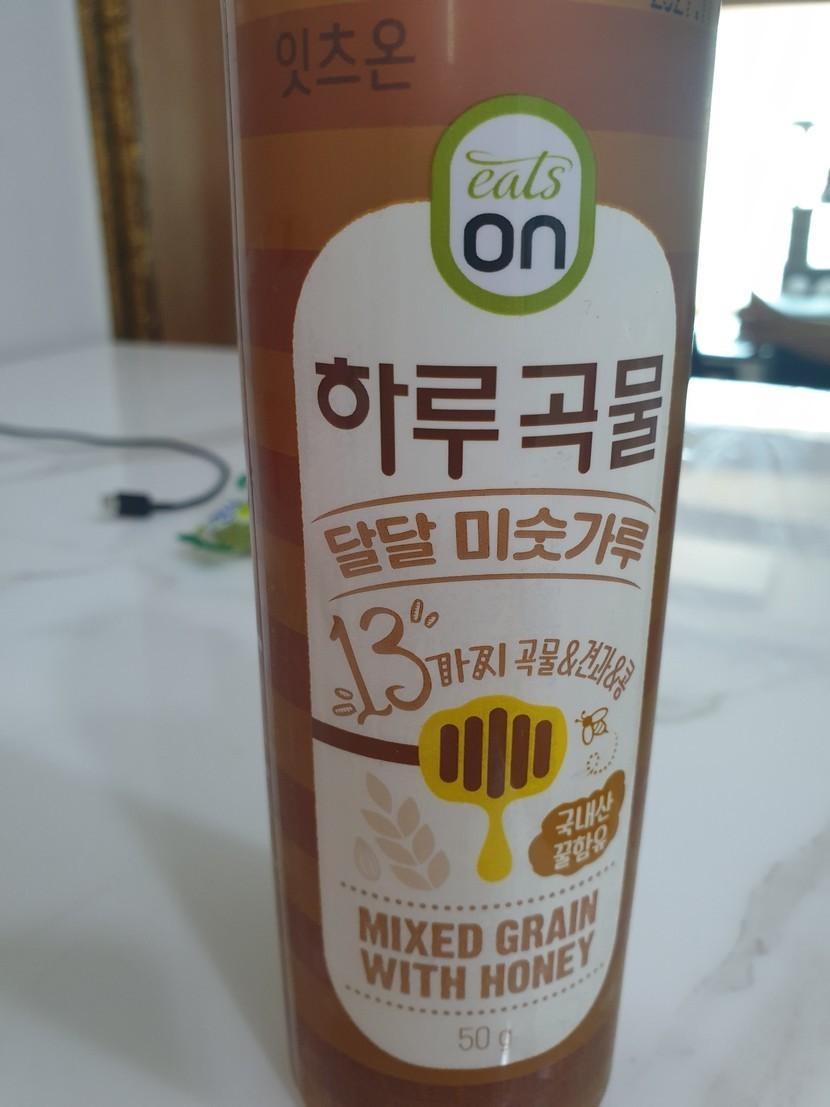 잇츠온
eats
on
하루곡물
달달 미숫가루
13가지 곡물&견과&콩
국내산
꿀함유
MIXED GRAIN
WITH HONEY
50 g